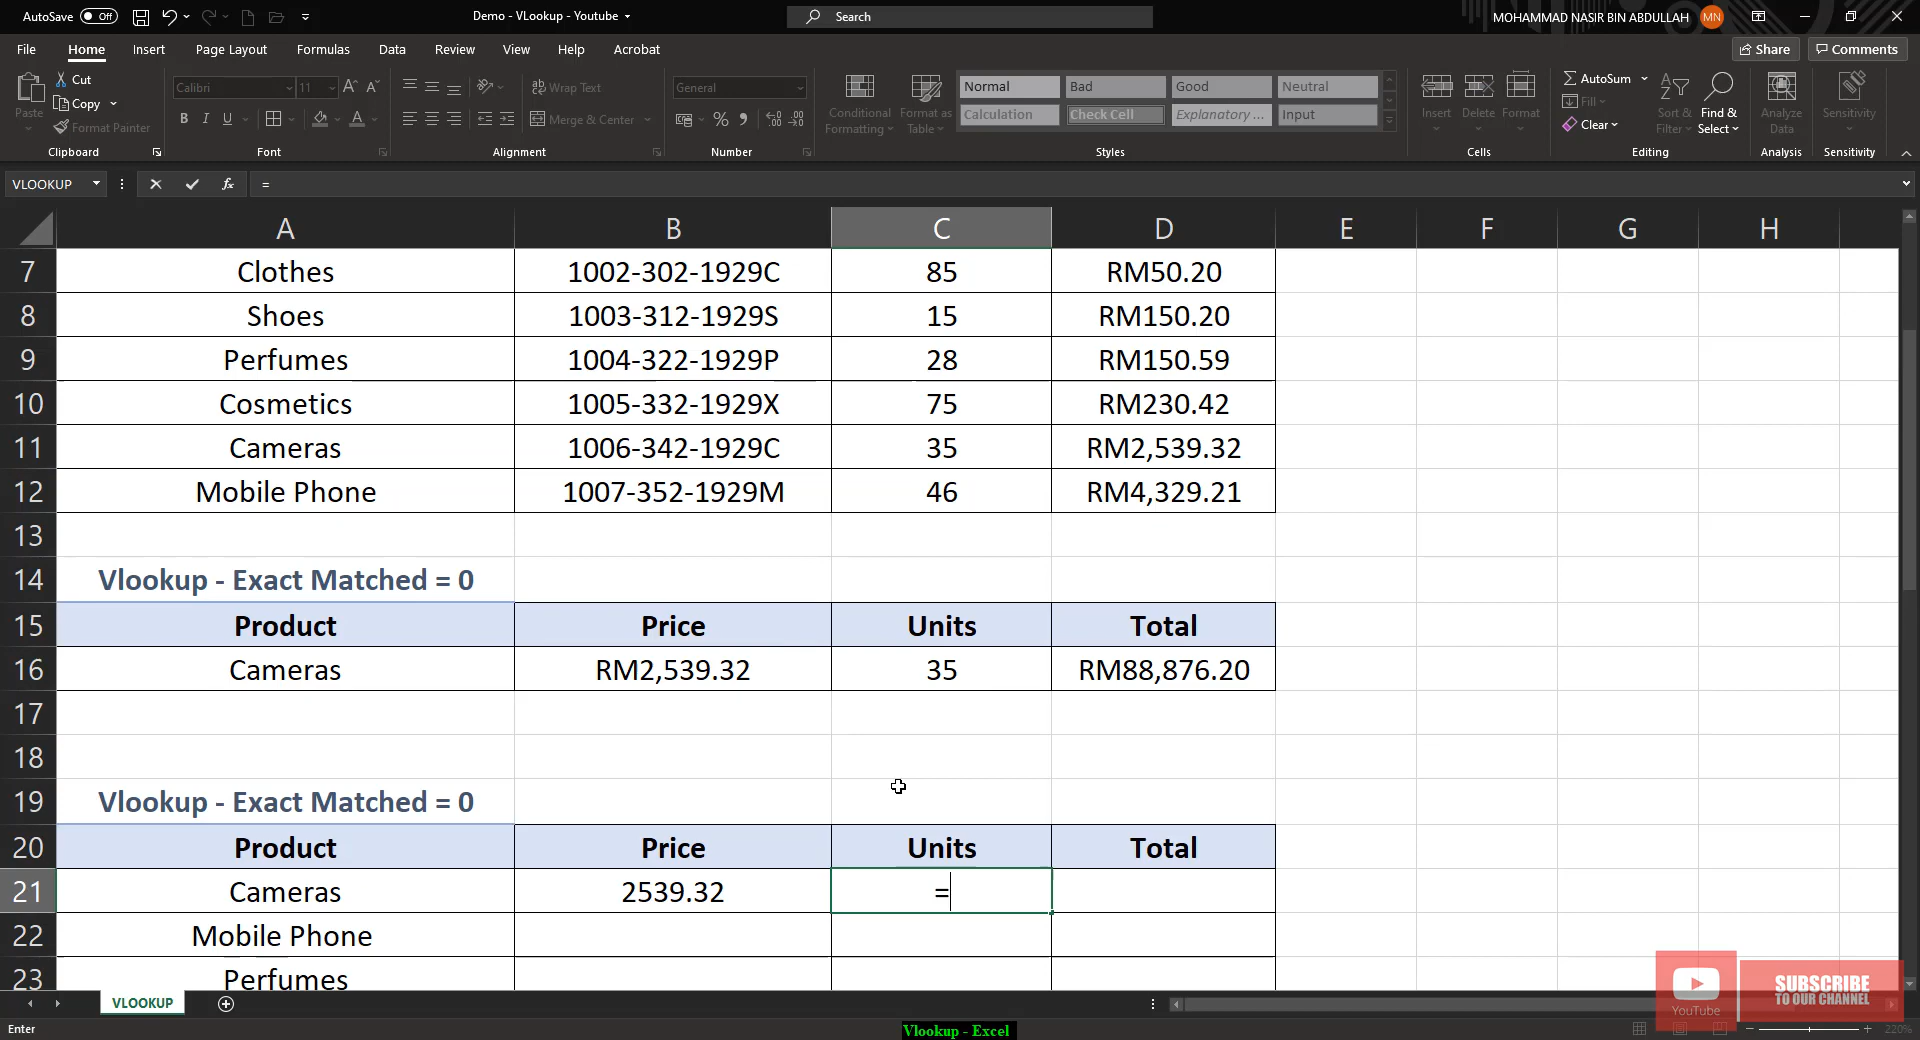 AutoSave Off
Demo - VLookup - Youtube
Search
MOHAMMAD NASIR BIN ABDULLAH MN
File Home Insert Page Layout Formulas Data Review View Help Acrobat
Share Comments
Paste
Cut
Copy
Format Painter
Clipboard
Calibri 11
B I U
Font
Wrap Text
Merge & Center
Alignment
General
Number
Conditional Formatting
Format as Table
Normal Bad Good Neutral
Calculation Check Cell Explanatory ... Input
Styles
Insert Delete Format
Cells
AutoSum
Fill
Clear
Sort & Filter
Find & Select
Editing
Analyze Data
Analysis
Sensitivity
Sensitivity
VLOOKUP fx =
A B C D E F G H
7 Clothes 1002-302-1929C 85 RM50.20
8 Shoes 1003-312-1929S 15 RM150.20
9 Perfumes 1004-322-1929P 28 RM150.59
10 Cosmetics 1005-332-1929X 75 RM230.42
11 Cameras 1006-342-1929C 35 RM2,539.32
12 Mobile Phone 1007-352-1929M 46 RM4,329.21
13
14 Vlookup - Exact Matched = 0
15 Product Price Units Total
16 Cameras RM2,539.32 35 RM88,876.20
17
18
19 Vlookup - Exact Matched = 0
20 Product Price Units Total
21 Cameras 2539.32 =
22 Mobile Phone
23 Perfumes
VLOOKUP
YouTube
SUBSCRIBE
TO OUR CHANNEL
Enter
Vlookup - Excel
220%